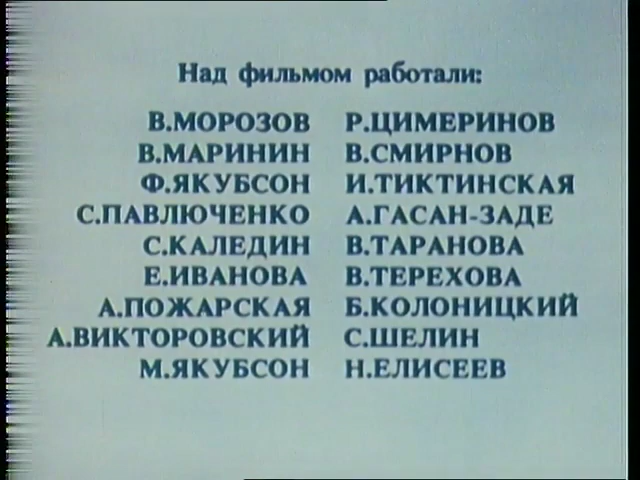 Над фильмом работали:
В.МОРОЗОВ Р.ЦИМЕРИНОВ
В.МАРИНИН В.СМИРНОВ
Ф.ЯКУБСОН И.ТИКТИНСКАЯ
С.ПАВЛЮЧЕНКО А.ГАСАН-ЗАДЕ
С.КАЛЕДИН В.ТАРАНОВА
Е.ИВАНОВА В.ТЕРЕХОВА
А.ПОЖАРСКАЯ Б.КОЛОНИЦКИЙ
А.ВИКТОРОВСКИЙ С.ШЕЛИН
М.ЯКУБСОН Н.ЕЛИСЕЕВ